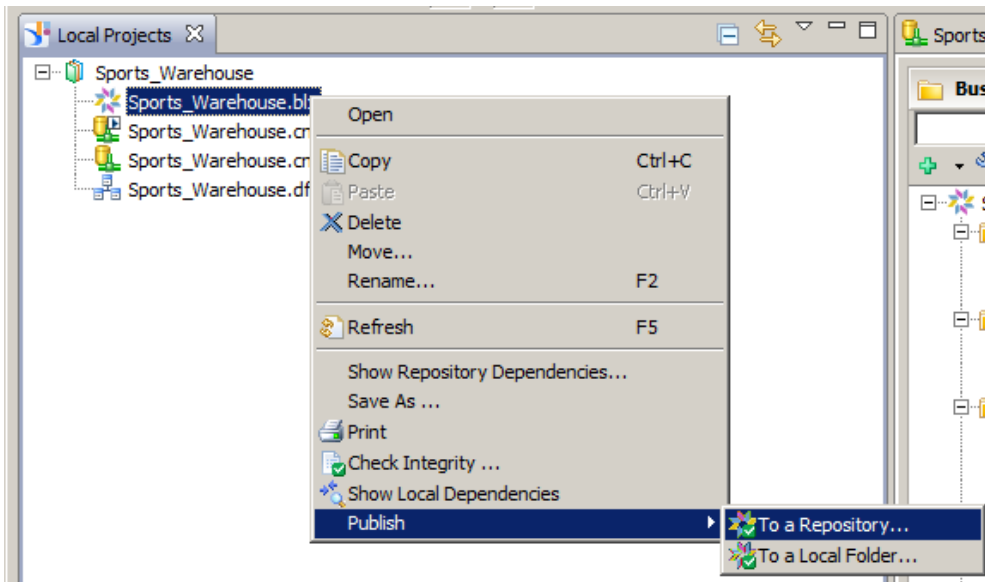 Local Projects
Sports
Sports_Warehouse
Sports_Warehouse.bl
Sports_Warehouse.cn
Sports_Warehouse.cn
Sports_Warehouse.df
Bus
Open
Copy Ctrl+C
Paste Ctrl+V
Delete
Move...
Rename... F2
Refresh F5
Show Repository Dependencies...
Save As ...
Print
Check Integrity ...
Show Local Dependencies
Publish
To a Repository...
To a Local Folder...